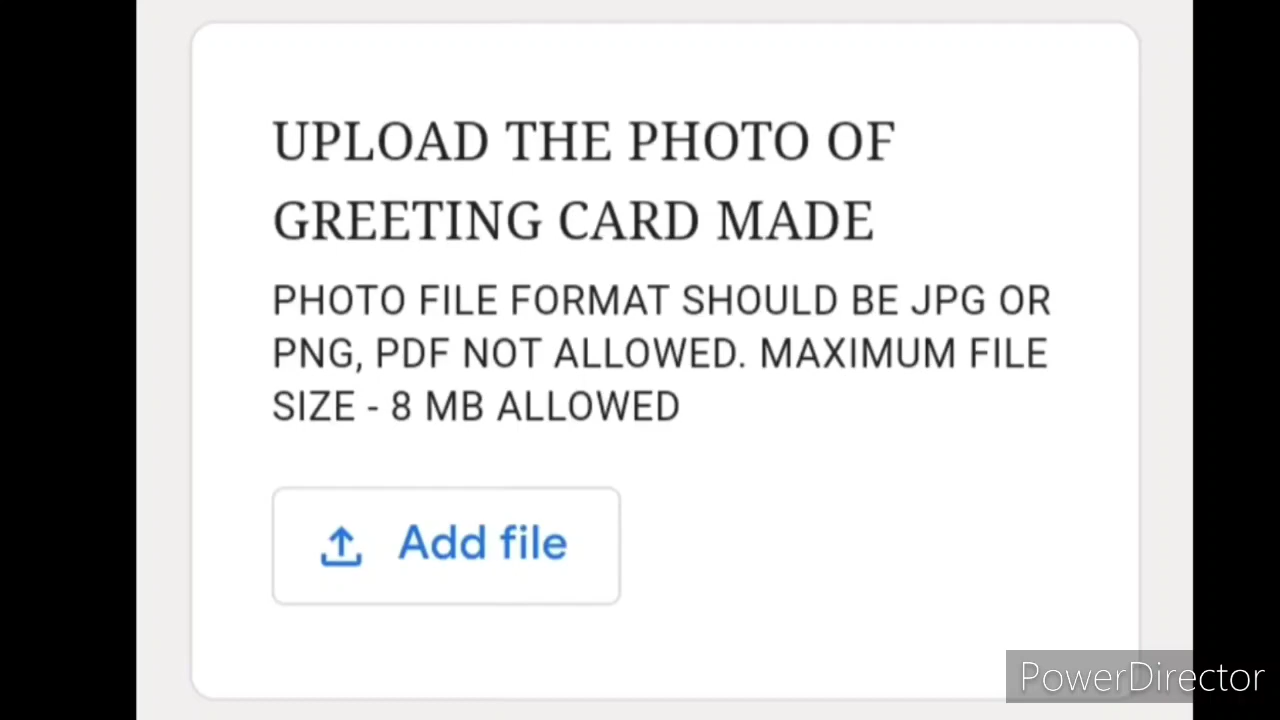 UPLOAD THE PHOTO OF
GREETING CARD MADE
PHOTO FILE FORMAT SHOULD BE JPG OR
PNG, PDF NOT ALLOWED. MAXIMUM FILE
SIZE - 8 MB ALLOWED
Add file
PowerDirector